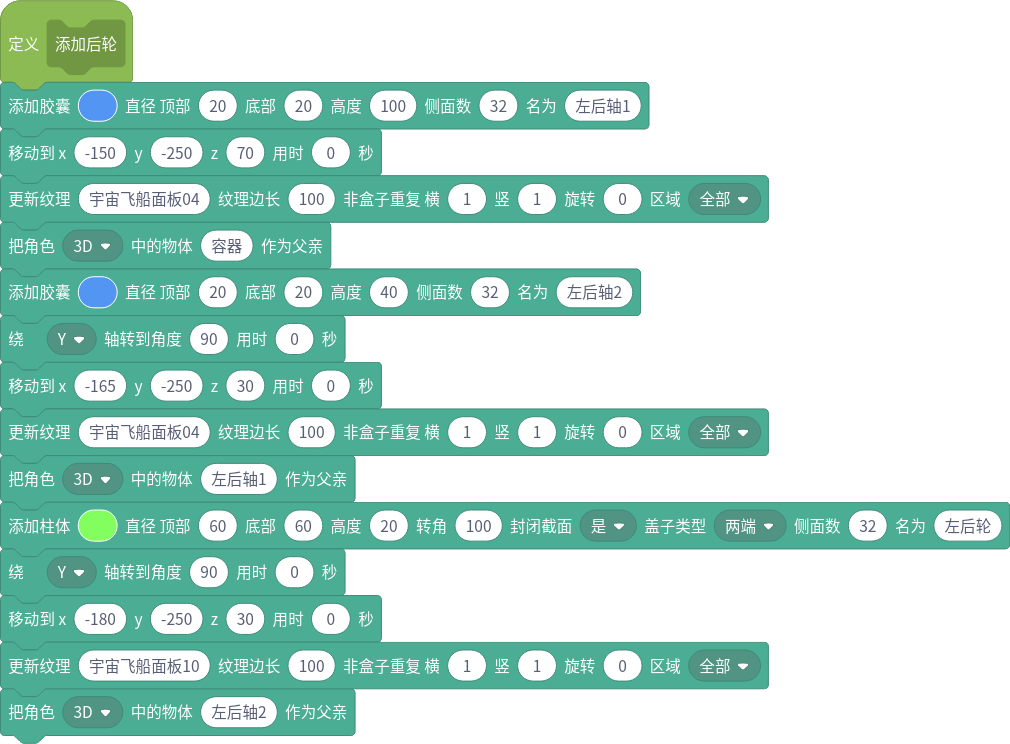 定义 添加后轮
添加胶囊 直径 顶部 20 底部 20 高度 100 侧面数 32 名为 左后轴1
移动到 x -150 y -250 z 70 用时 0 秒
更新纹理 宇宙飞船面板04 纹理边长 100 非盒子重复 横 1 竖 1 旋转 0 区域 全部
把角色 3D 中的物体 容器 作为父亲
添加胶囊 直径 顶部 20 底部 20 高度 40 侧面数 32 名为 左后轴2
绕 Y 轴转到角度 90 用时 0 秒
移动到 x -165 y -250 z 30 用时 0 秒
更新纹理 宇宙飞船面板04 纹理边长 100 非盒子重复 横 1 竖 1 旋转 0 区域 全部
把角色 3D 中的物体 左后轴1 作为父亲
添加柱体 直径 顶部 60 底部 60 高度 20 转角 100 封闭截面 是 盖子类型 两端 侧面数 32 名为 左后轮
绕 Y 轴转到角度 90 用时 0 秒
移动到 x -180 y -250 z 30 用时 0 秒
更新纹理 宇宙飞船面板10 纹理边长 100 非盒子重复 横 1 竖 1 旋转 0 区域 全部
把角色 3D 中的物体 左后轴2 作为父亲